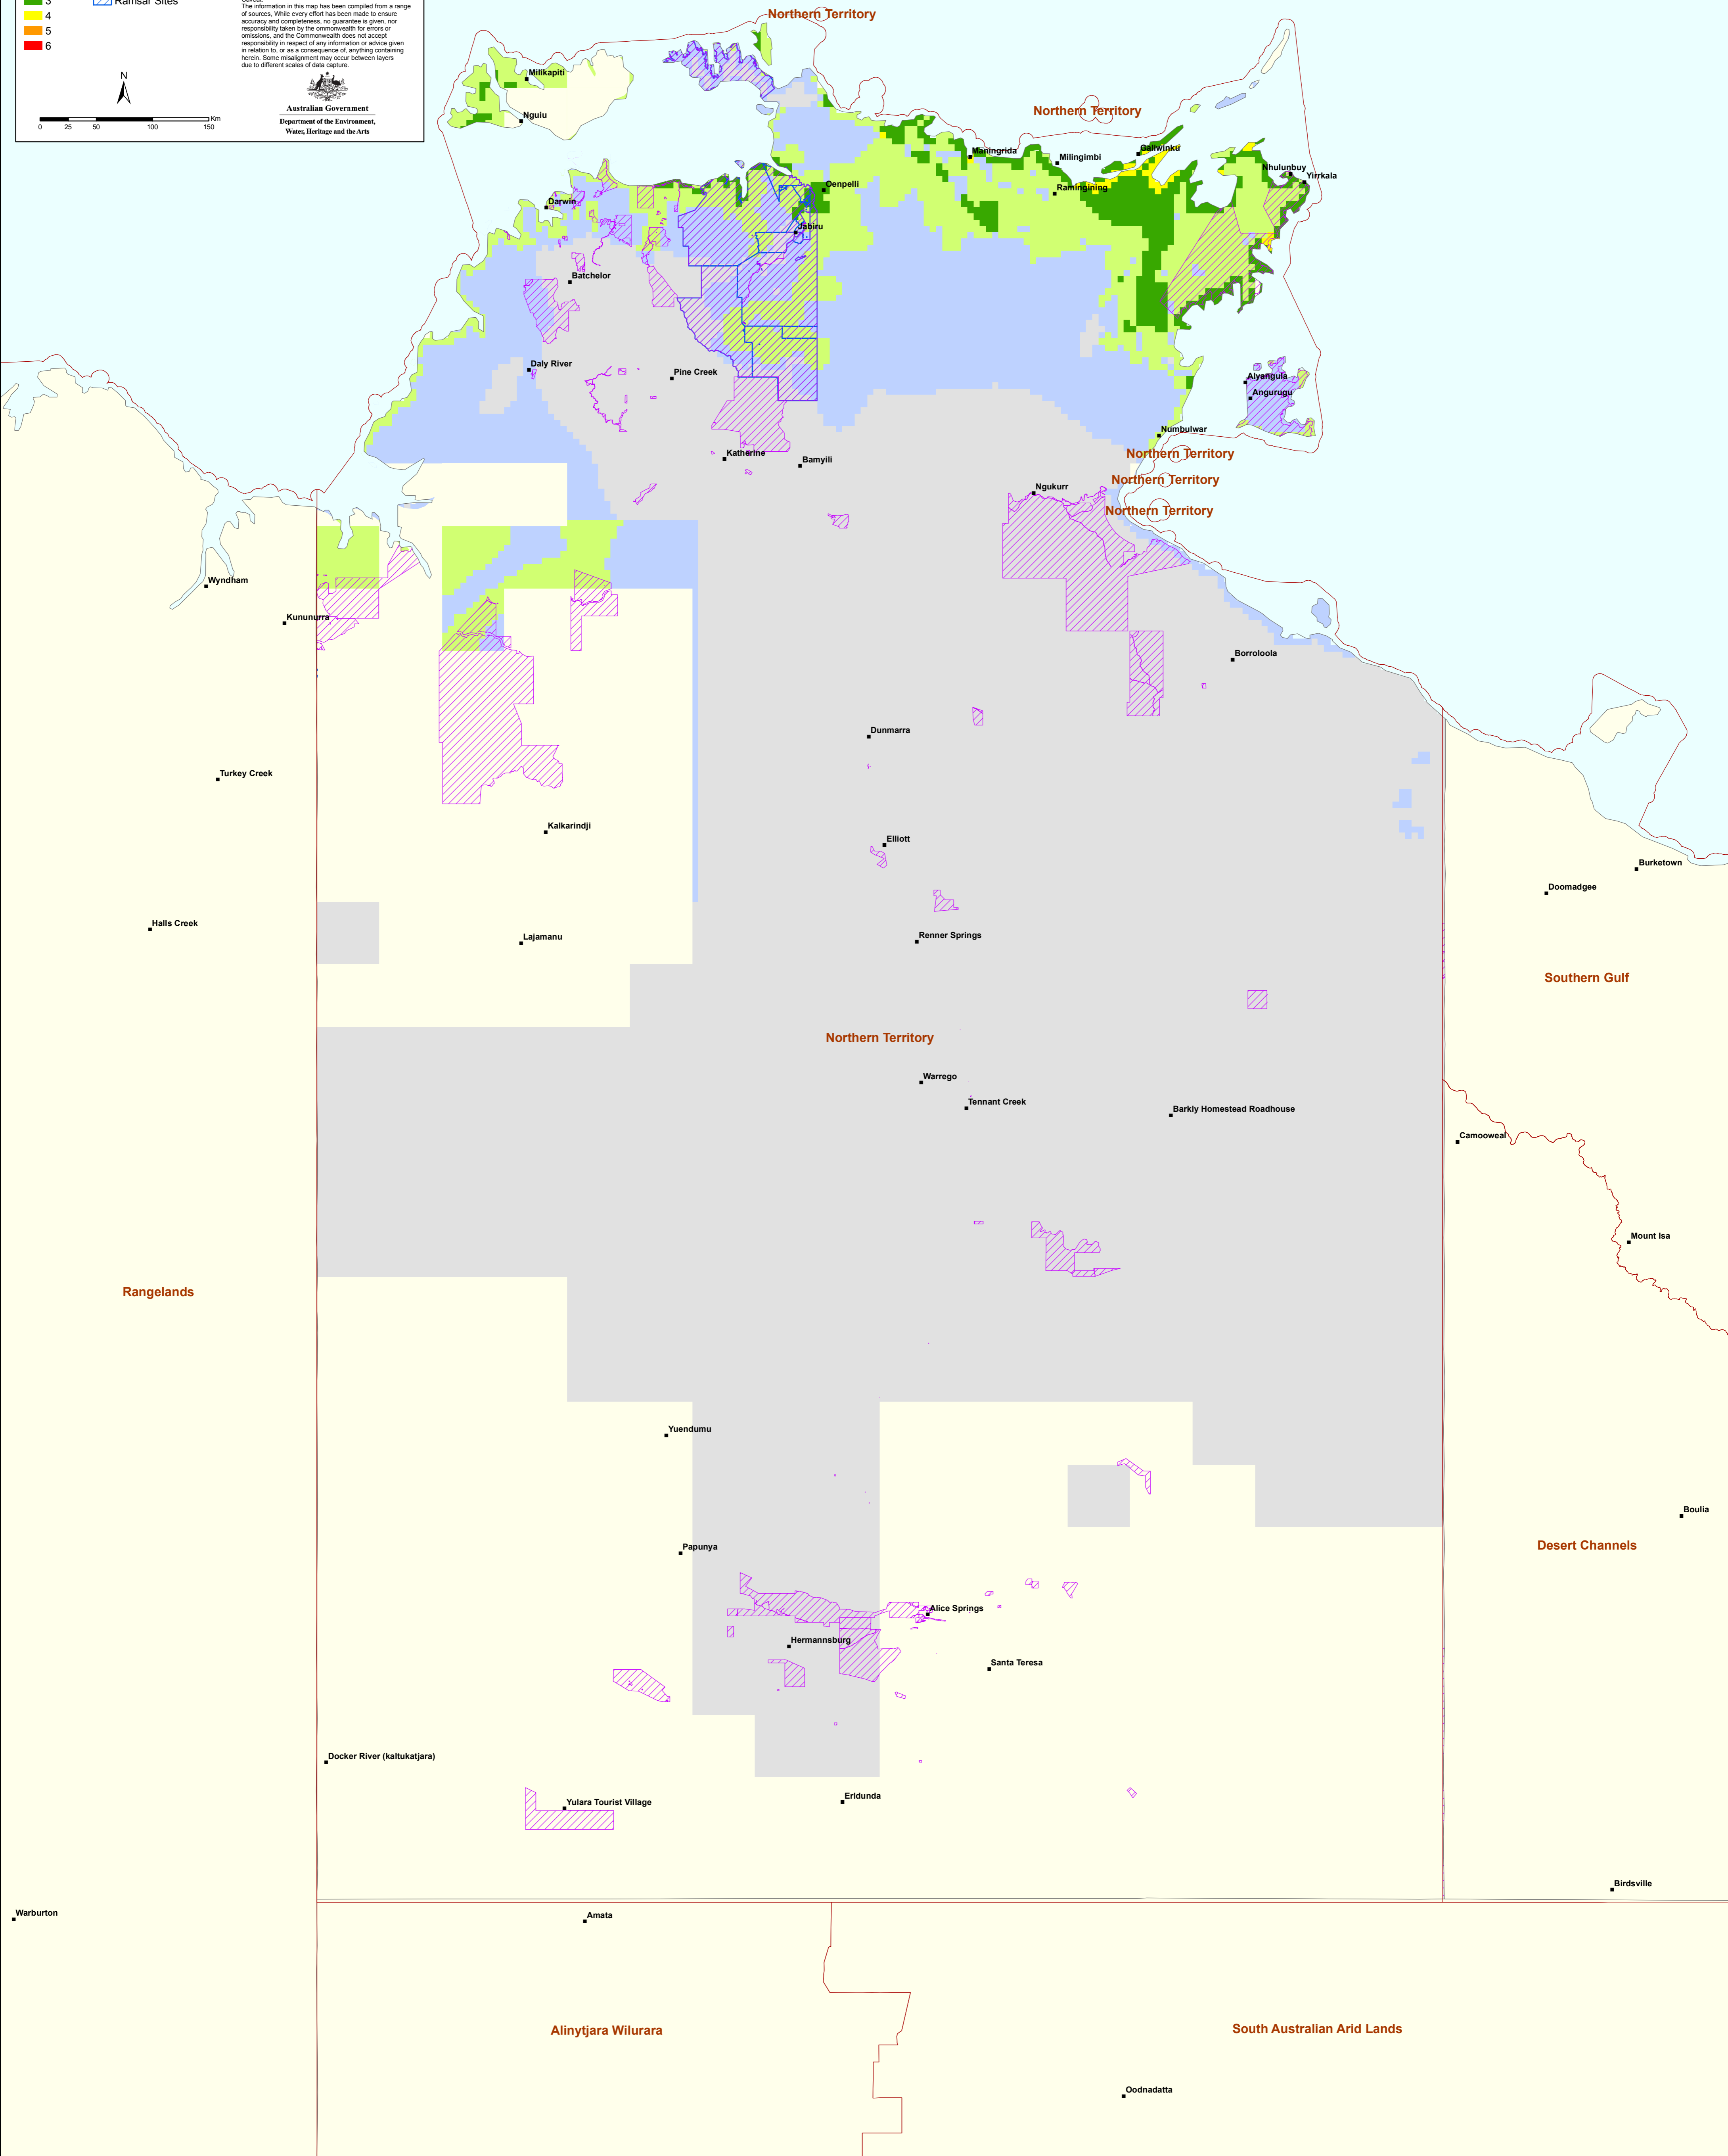 3
Ramsar Sites
4
5
6
The information in this map has been compiled from a range
of sources, While every effort has been made to ensure
accuracy and completeness, no guarantee is given, nor
responsibility taken by the ommonwealth for errors or
omissions, and the Commonwealth does not accept
responsibility in respect of any information or advice given
in relation to, or as a consequence of, anything containing
herein. Some misalignment may occur between layers
due to different scales of data capture.
N
Km
0 25 50 100 150
Australian Government
Department of the Environment,
Water, Heritage and the Arts
Northern Territory
Milikapiti
Nguiu
Northern Territory
Maningrida
Milingimbi
Galiwinku
Nhulunbuy
Yirrkala
Ramingining
Oenpelli
Darwin
Jabiru
Batchelor
Daly River
Pine Creek
Alyangula
Angurugu
Numbulwar
Northern Territory
Katherine
Bamyili
Northern Territory
Ngukurr
Northern Territory
Wyndham
Kununurra
Borroloola
Dunmarra
Turkey Creek
Kalkarindji
Elliott
Burketown
Doomadgee
Halls Creek
Lajamanu
Renner Springs
Southern Gulf
Northern Territory
Warrego
Tennant Creek
Barkly Homestead Roadhouse
Camooweal
Mount Isa
Rangelands
Yuendumu
Boulia
Papunya
Desert Channels
Alice Springs
Hermannsburg
Santa Teresa
Docker River (kaltukatjara)
Yulara Tourist Village
Erldunda
Birdsville
Warburton
Amata
Alinytjara Wilurara
South Australian Arid Lands
Oodnadatta